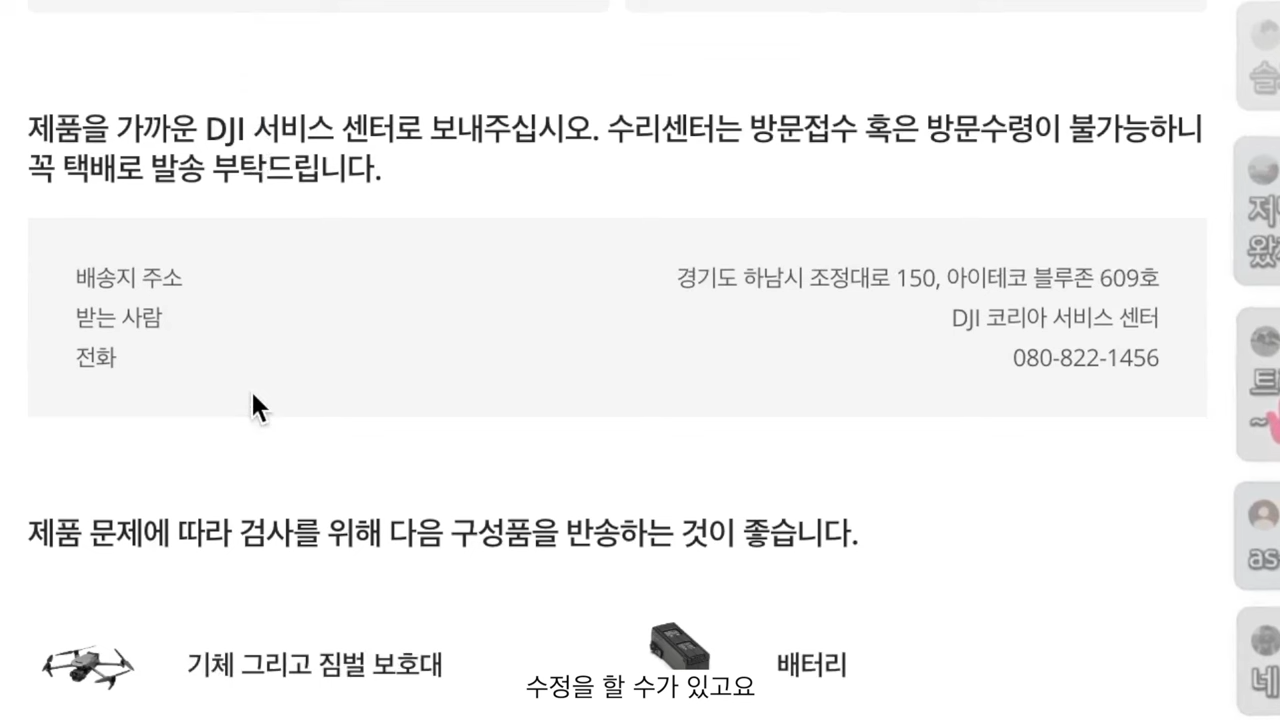 제품을 가까운 DJI 서비스 센터로 보내주십시오. 수리센터는 방문접수 혹은 방문수령이 불가능하니
꼭 택배로 발송 부탁드립니다.
배송지 주소 경기도 하남시 조정대로 150, 아이테코 블루존 609호
받는 사람 DJI 코리아 서비스 센터
전화 080-822-1456
제품 문제에 따라 검사를 위해 다음 구성품을 반송하는 것이 좋습니다.
기체 그리고 짐벌 보호대 배터리
수정을 할 수가 있고요
as
네